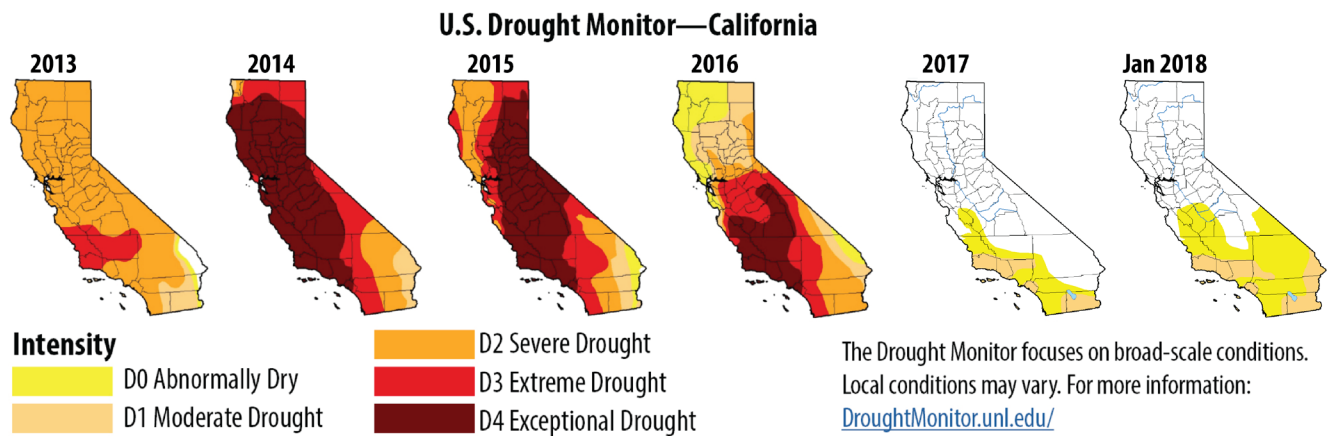 U.S. Drought Monitor—California
2013
2014
2015
2016
2017
Jan 2018
Intensity
D0 Abnormally Dry
D1 Moderate Drought
D2 Severe Drought
D3 Extreme Drought
D4 Exceptional Drought
The Drought Monitor focuses on broad-scale conditions.
Local conditions may vary. For more information:
DroughtMonitor.unl.edu/